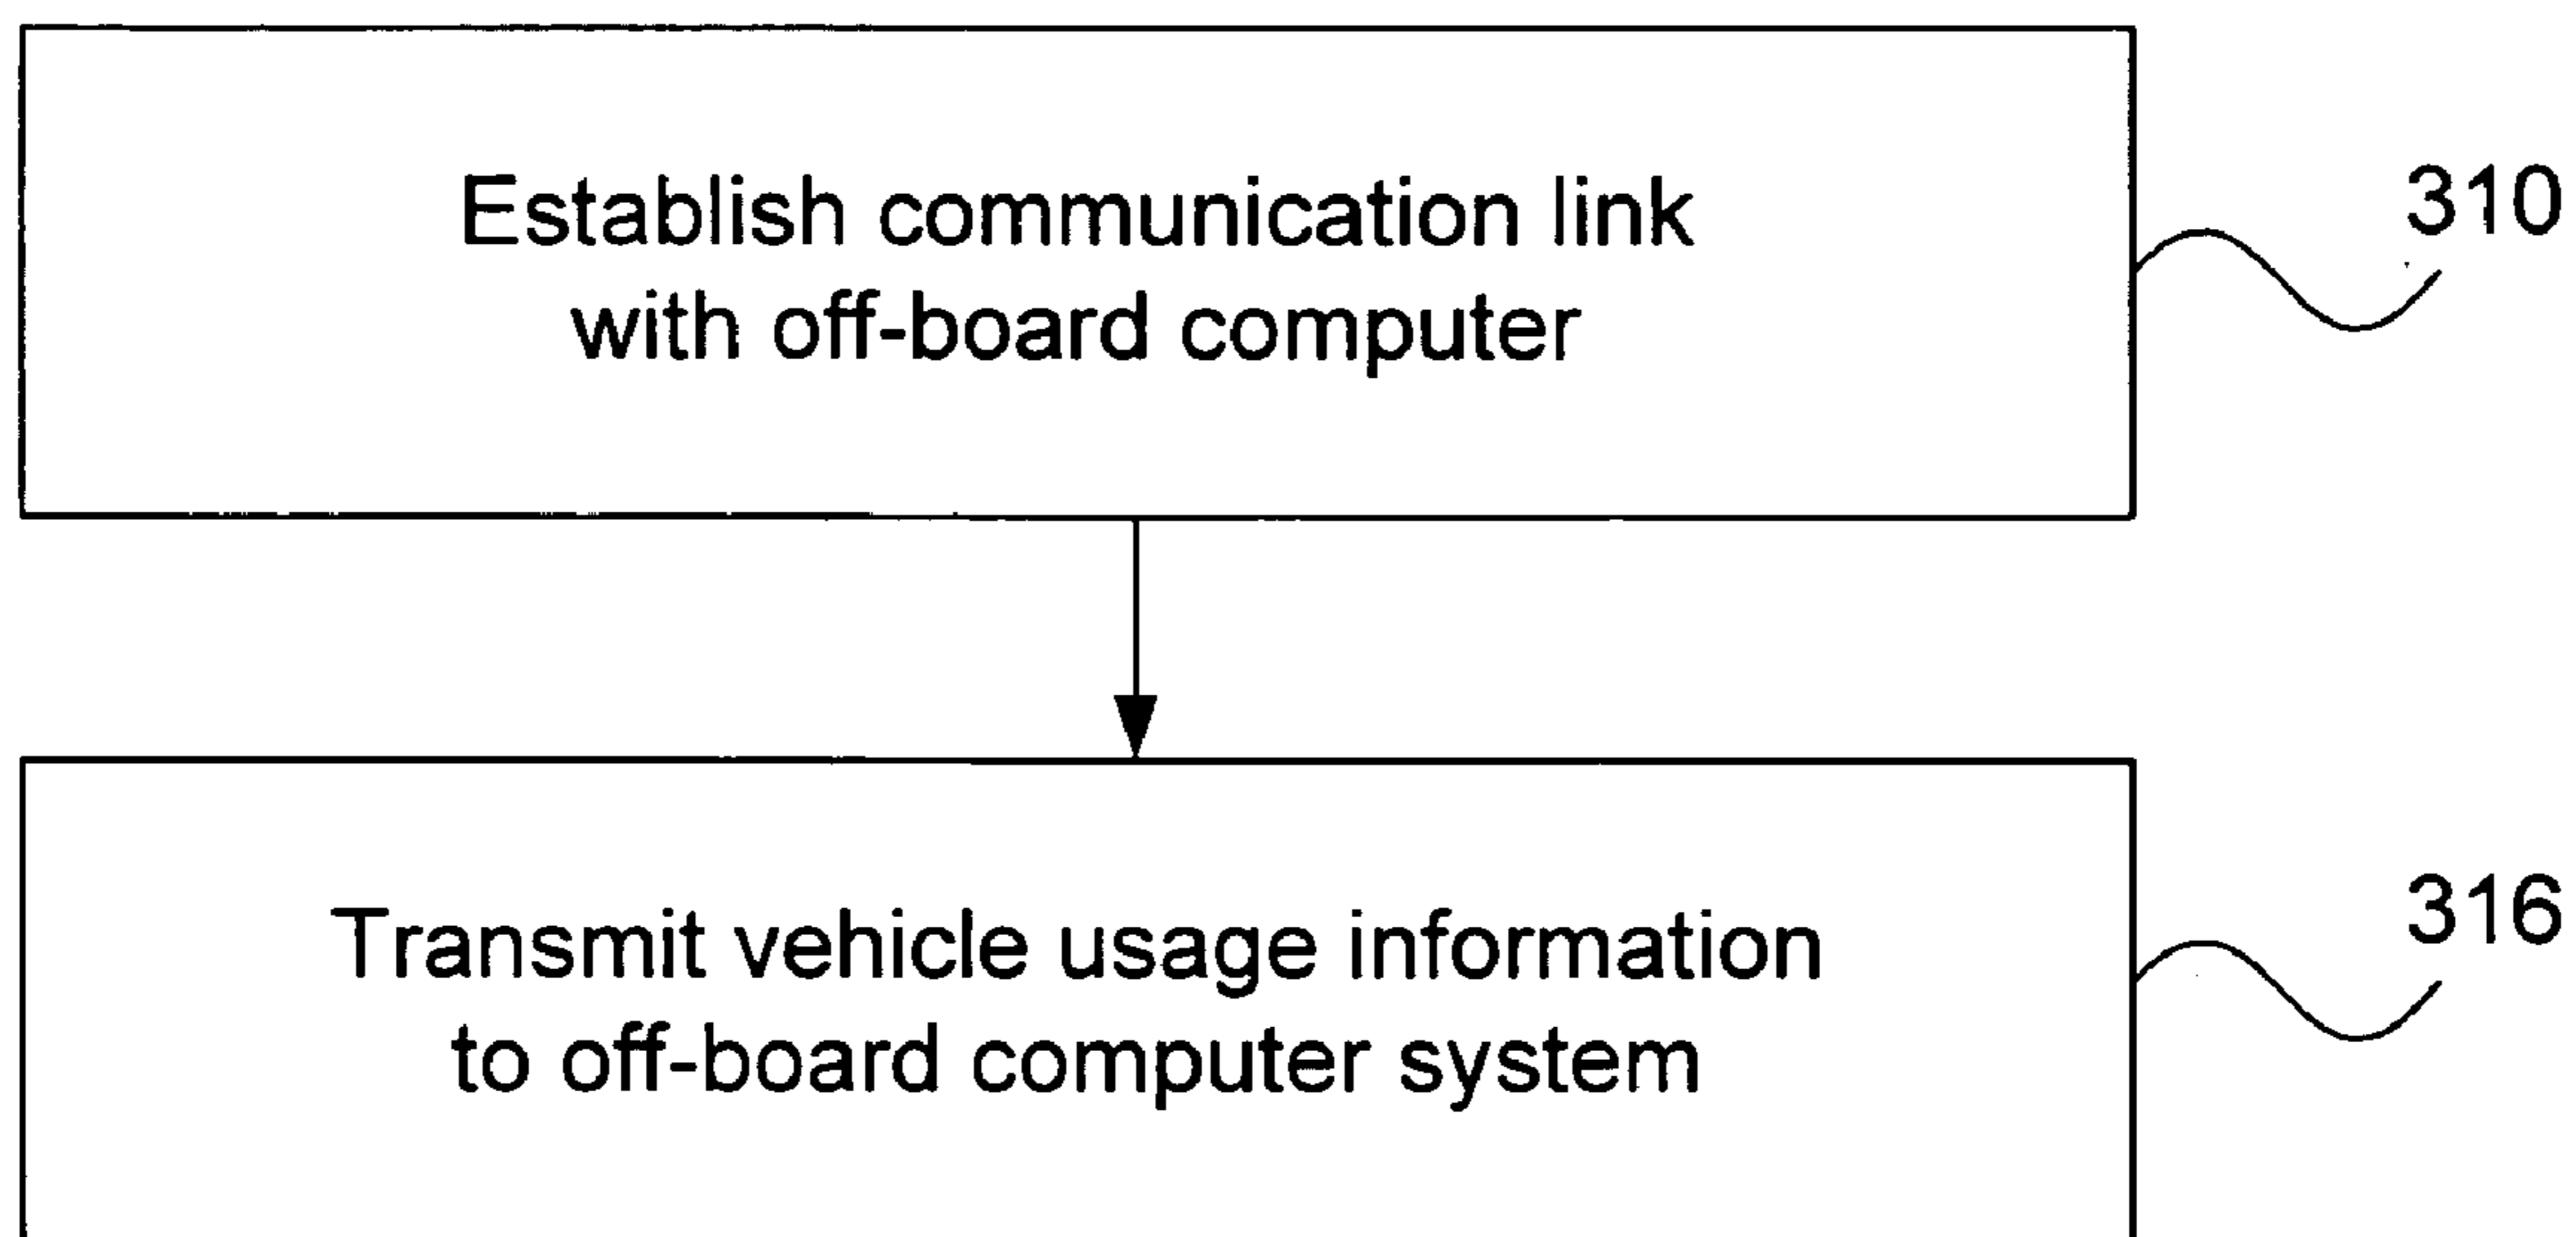 Establish communication link
with off-board computer
310
Transmit vehicle usage information
to off-board computer system
316